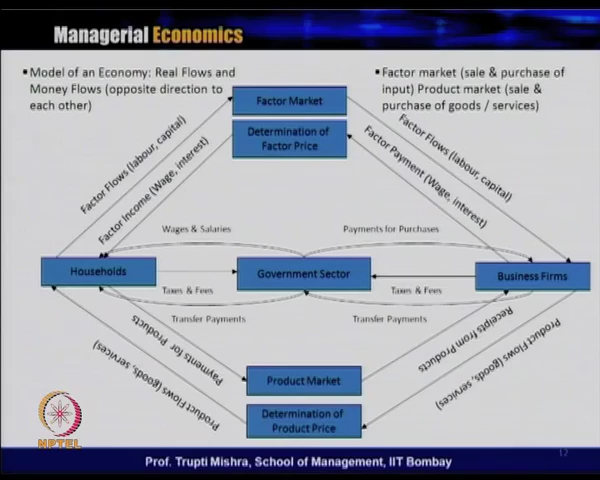 Managerial Economics
▪Model of an Economy: Real Flows and
Money Flows (opposite direction to
each other)
▪Factor market (sale & purchase of
input) Product market (sale &
purchase of goods / services)
Factor Market
Determination of
Factor Price
Factor Flows (labour, capital)
Factor Income (Wage, interest)
Factor Flows (labour, capital)
Factor Payment (Wage, interest)
Wages & Salaries
Payments for Purchases
Households
Government Sector
Business Firms
Taxes & Fees
Taxes & Fees
Transfer Payments
Transfer Payments
Payments for Products
Product Flows (goods, services)
Receipts from Products
Product Flows (goods, services)
Product Market
Determination of
Product Price
NPTEL
17
Prof. Trupti Mishra, School of Management, IIT Bombay